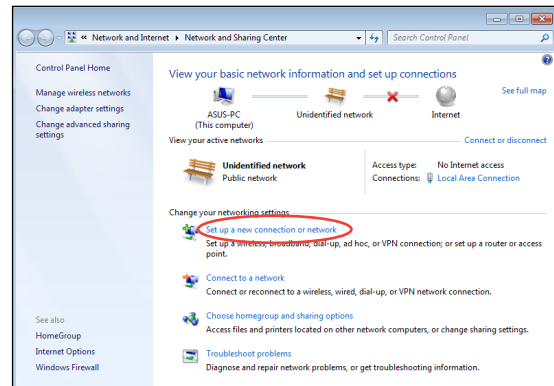 « Network and Internet ▸ Network and Sharing Center
Search Control Panel
Control Panel Home
Manage wireless networks
Change adapter settings
Change advanced sharing
settings
See also
HomeGroup
Internet Options
Windows Firewall
View your basic network information and set up connections
See full map
ASUS-PC
(This computer)
Unidentified network
Internet
View your active networks
Connect or disconnect
Unidentified network
Public network
Access type: No Internet access
Connections: Local Area Connection
Change your networking settings
Set up a new connection or network
Set up a wireless, broadband, dial-up, ad hoc, or VPN connection; or set up a router or access
point.
Connect to a network
Connect or reconnect to a wireless, wired, dial-up, or VPN network connection.
Choose homegroup and sharing options
Access files and printers located on other network computers, or change sharing settings.
Troubleshoot problems
Diagnose and repair network problems, or get troubleshooting information.